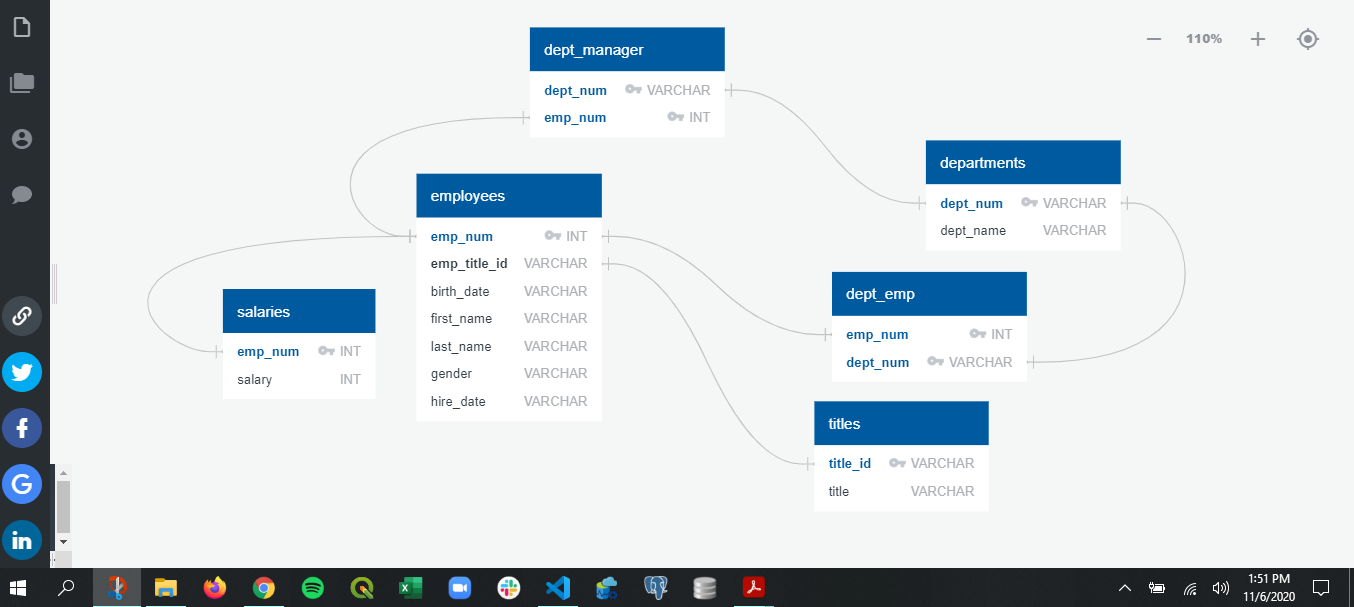 110%
dept_manager
dept_num VARCHAR
emp_num INT
departments
dept_num VARCHAR
dept_name VARCHAR
employees
emp_num INT
emp_title_id VARCHAR
birth_date VARCHAR
first_name VARCHAR
last_name VARCHAR
gender VARCHAR
hire_date VARCHAR
salaries
emp_num INT
salary INT
dept_emp
emp_num INT
dept_num VARCHAR
titles
title_id VARCHAR
title VARCHAR
1:51 PM
11/6/2020